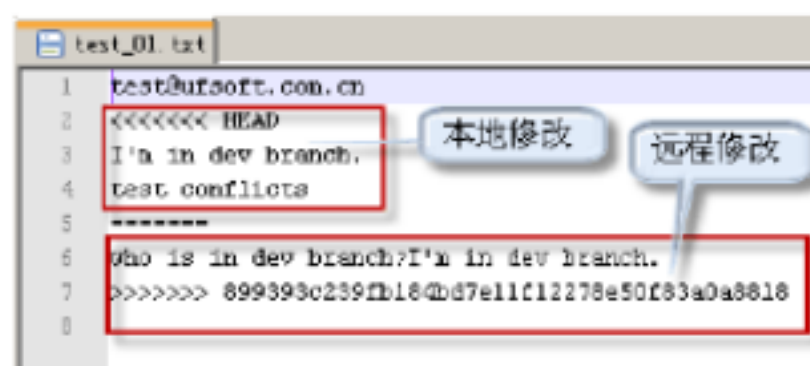 test_01.txt
1 test@ufsoft.com.cn
2 <<<<<<< HEAD
本地修改
3 I'm in dev branch.
远程修改
4 test conflicts
5 =======
6 who is in dev branch?I'm in dev branch.
7 >>>>>>>
8